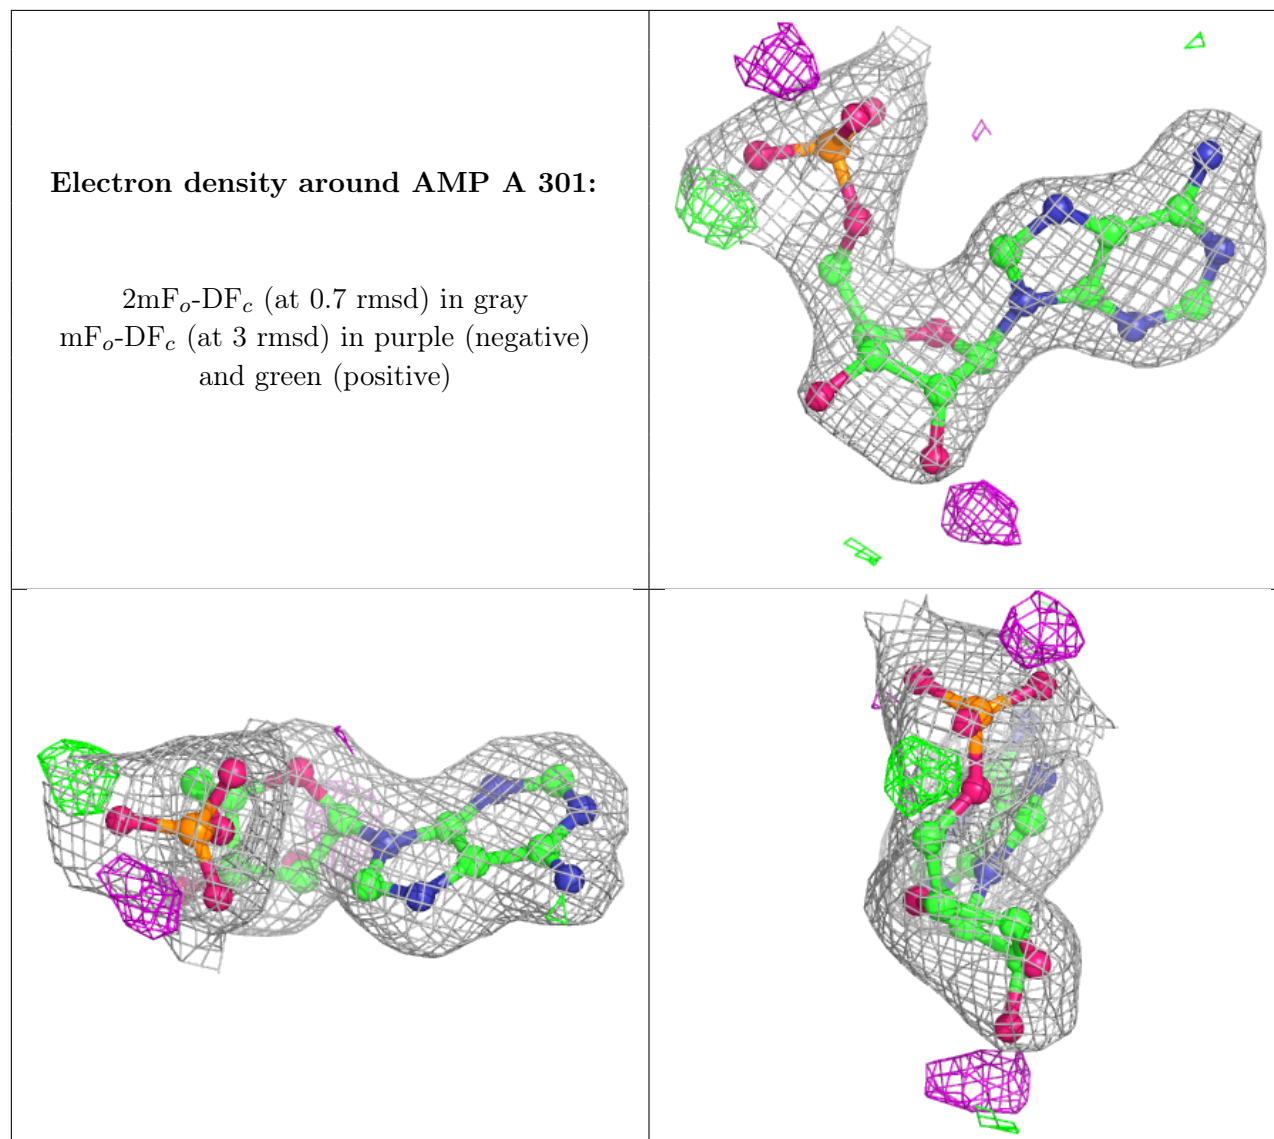 Electron density around AMP A 301:
2mFo-DFc (at 0.7 rmsd) in gray
mFo-DFc (at 3 rmsd) in purple (negative)
and green (positive)